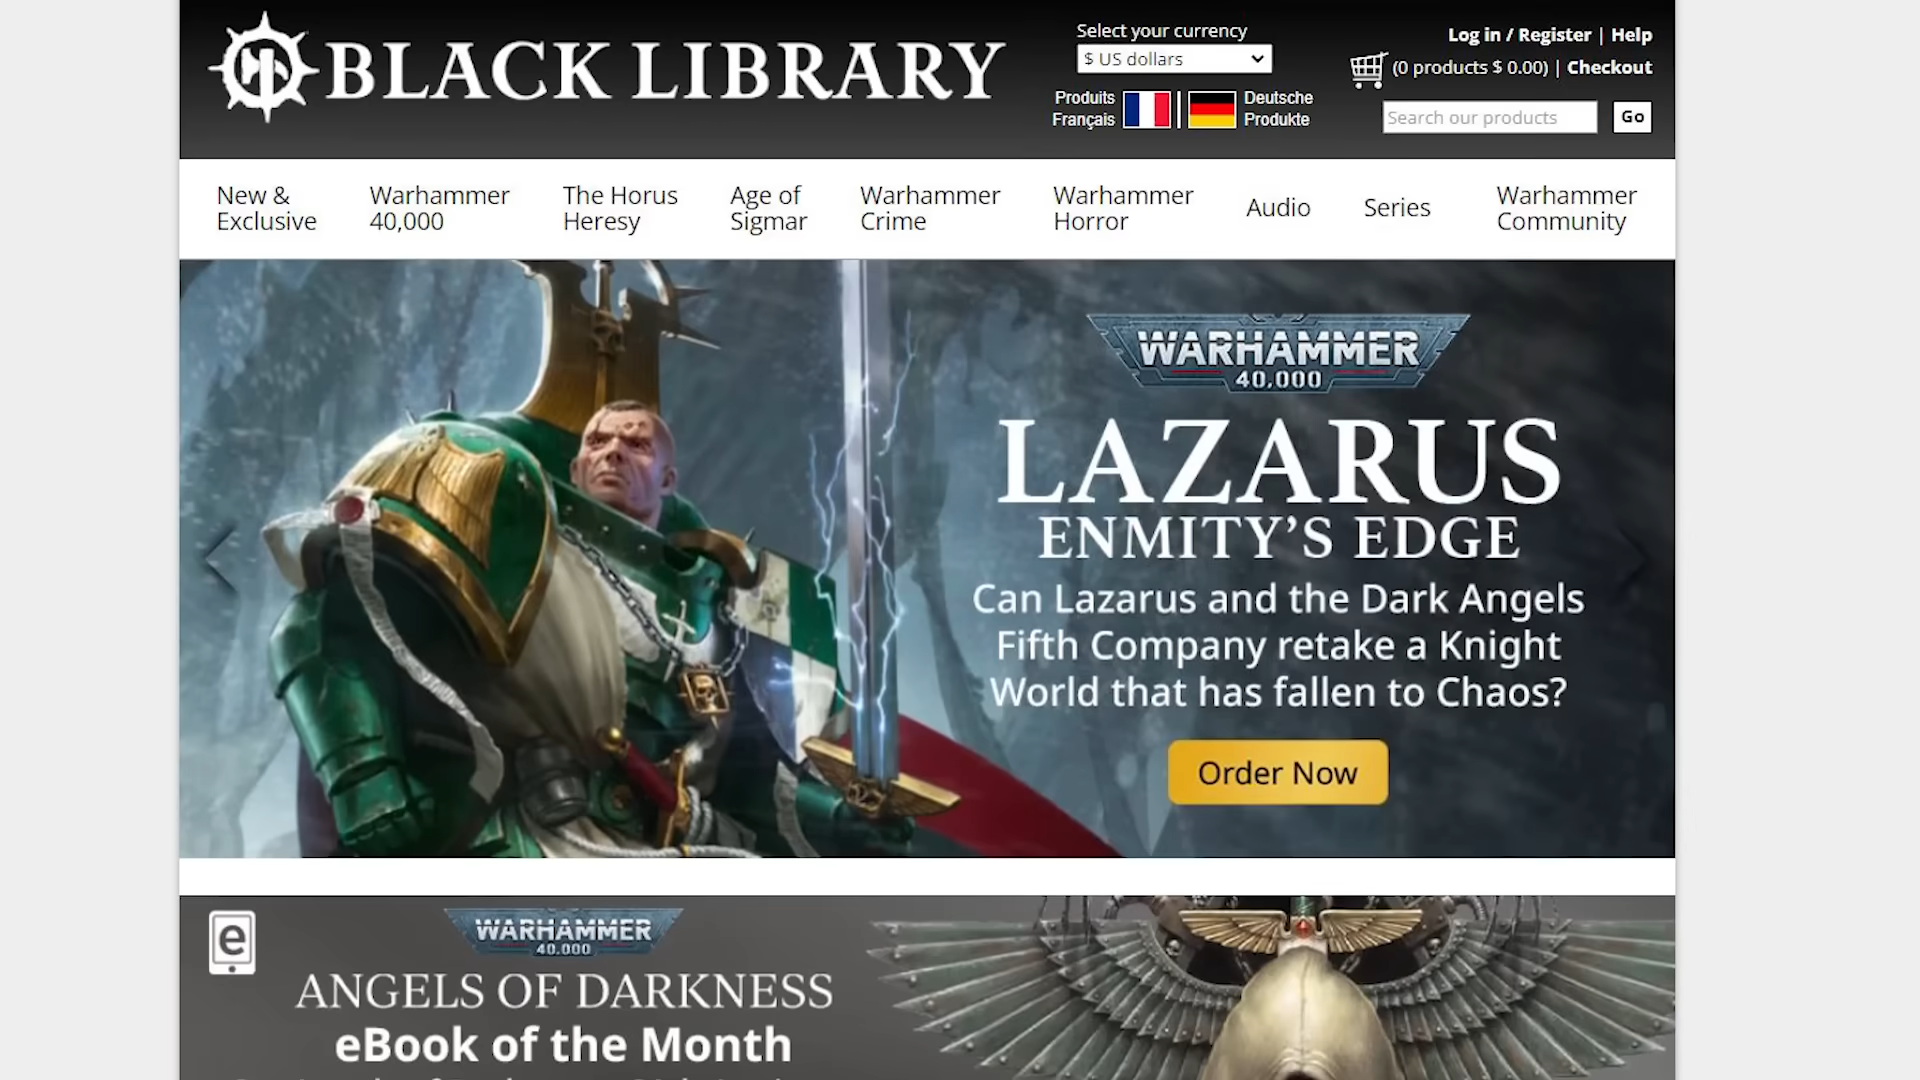 BLACK LIBRARY
Select your currency
$ US dollars
Produits
Français
Deutsche
Produkte
Log in / Register | Help
(0 products $ 0.00) | Checkout
Search our products
Go
New &
Exclusive
Warhammer
40,000
The Horus
Heresy
Age of
Sigmar
Warhammer
Crime
Warhammer
Horror
Audio
Series
Warhammer
Community
WARHAMMER
40,000
LAZARUS
ENMITY'S EDGE
Can Lazarus and the Dark Angels
Fifth Company retake a Knight
World that has fallen to Chaos?
Order Now
e
WARHAMMER
40,000
ANGELS OF DARKNESS
eBook of the Month